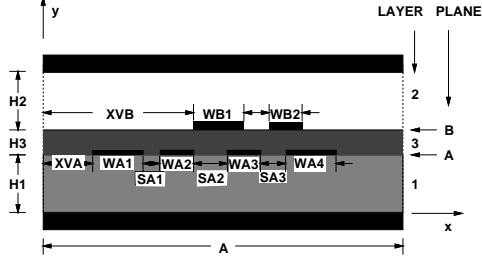 y
LAYER PLANE
H2
XVB
WB1
WB2
2
B
H3
3
A
XVA
WA1
WA2
WA3
WA4
H1
SA1
SA2
SA3
1
x
A